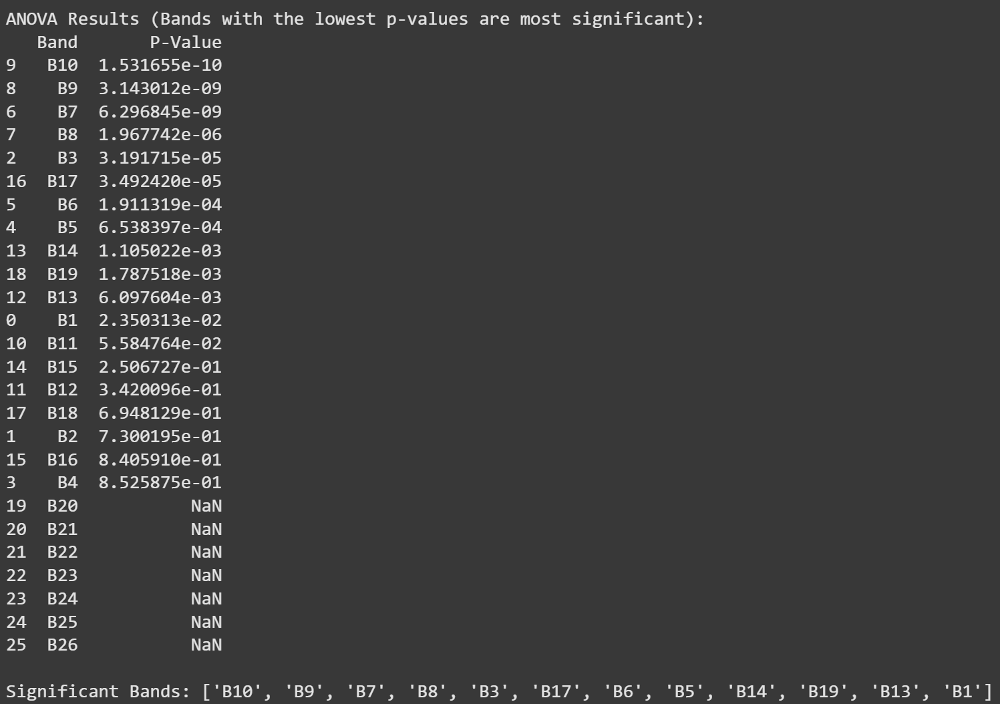 ANOVA Results (Bands with the lowest p-values are most significant):
Band P-Value
9 B10 1.531655e-10
8 B9 3.143012e-09
6 B7 6.296845e-09
7 B8 1.967742e-06
2 B3 3.191715e-05
16 B17 3.492420e-05
5 B6 1.911319e-04
4 B5 6.538397e-04
13 B14 1.105022e-03
18 B19 1.787518e-03
12 B13 6.097604e-03
0 B1 2.350313e-02
10 B11 5.584764e-02
14 B15 2.506727e-01
11 B12 3.420096e-01
17 B18 6.948129e-01
1 B2 7.300195e-01
15 B16 8.405910e-01
3 B4 8.525875e-01
19 B20 NaN
20 B21 NaN
21 B22 NaN
22 B23 NaN
23 B24 NaN
24 B25 NaN
25 B26 NaN
Significant Bands: ['B10', 'B9', 'B7', 'B8', 'B3', 'B17', 'B6', 'B5', 'B14', 'B19', 'B13', 'B1']